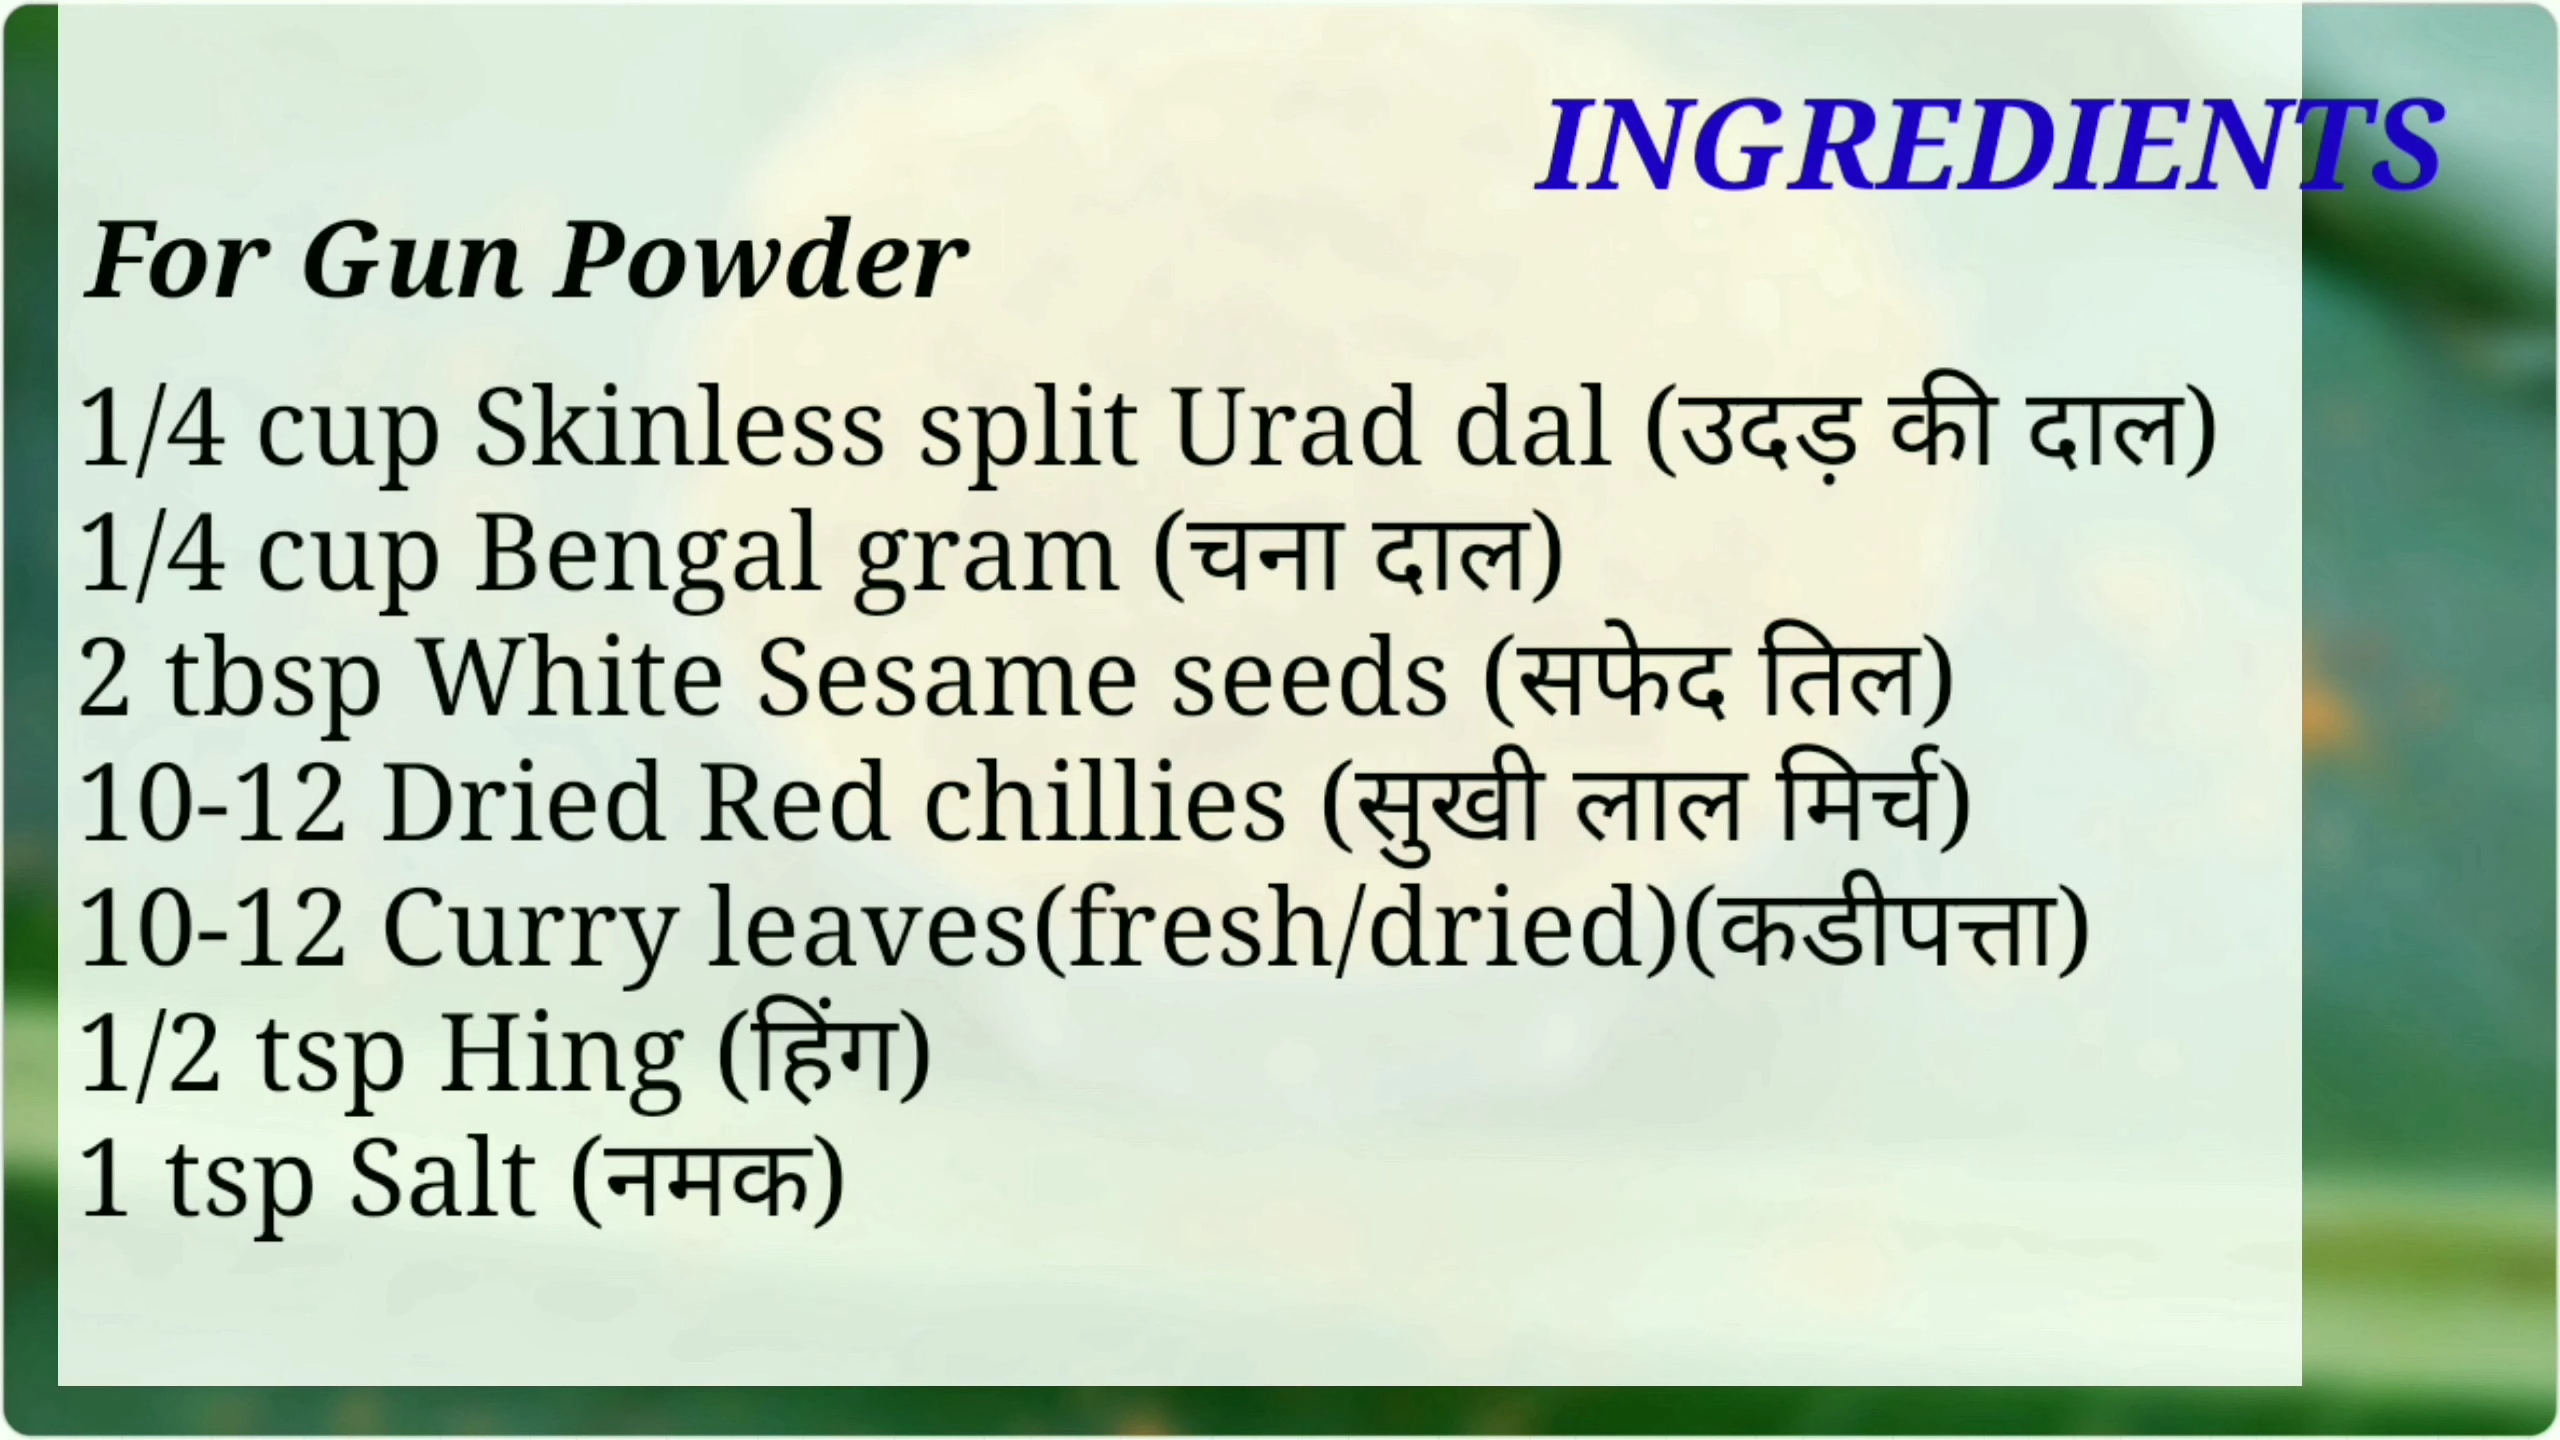 INGREDIENTS
For Gun Powder
1/4 cup Skinless split Urad dal (उदड़ की दाल)
1/4 cup Bengal gram (चना दाल)
2 tbsp White Sesame seeds (सफेद तिल)
10-12 Dried Red chillies (सुखी लाल मिर्च)
10-12 Curry leaves(fresh/dried)(कडीपत्ता)
1/2 tsp Hing (हिंग)
1 tsp Salt (नमक)